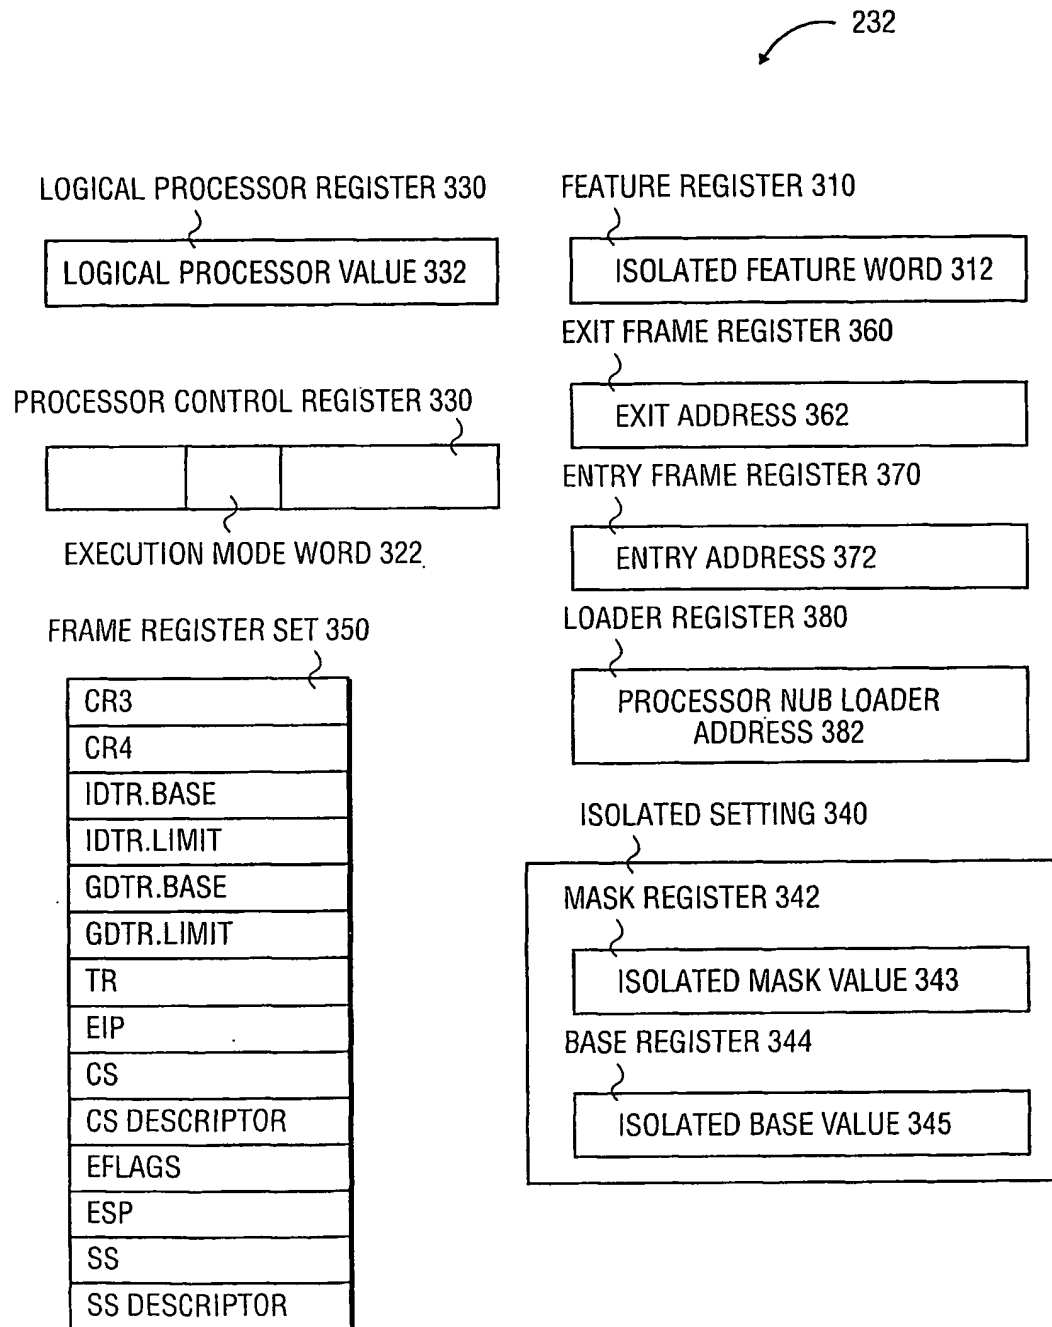 232
LOGICAL PROCESSOR REGISTER 330
LOGICAL PROCESSOR VALUE 332
PROCESSOR CONTROL REGISTER 330
EXECUTION MODE WORD 322
FRAME REGISTER SET 350
CR3
CR4
IDTR.BASE
IDTR.LIMIT
GDTR.BASE
GDTR.LIMIT
TR
EIP
CS
CS DESCRIPTOR
EFLAGS
ESP
SS
SS DESCRIPTOR
FEATURE REGISTER 310
ISOLATED FEATURE WORD 312
EXIT FRAME REGISTER 360
EXIT ADDRESS 362
ENTRY FRAME REGISTER 370
ENTRY ADDRESS 372
LOADER REGISTER 380
PROCESSOR NUB LOADER
ADDRESS 382
ISOLATED SETTING 340
MASK REGISTER 342
ISOLATED MASK VALUE 343
BASE REGISTER 344
ISOLATED BASE VALUE 345